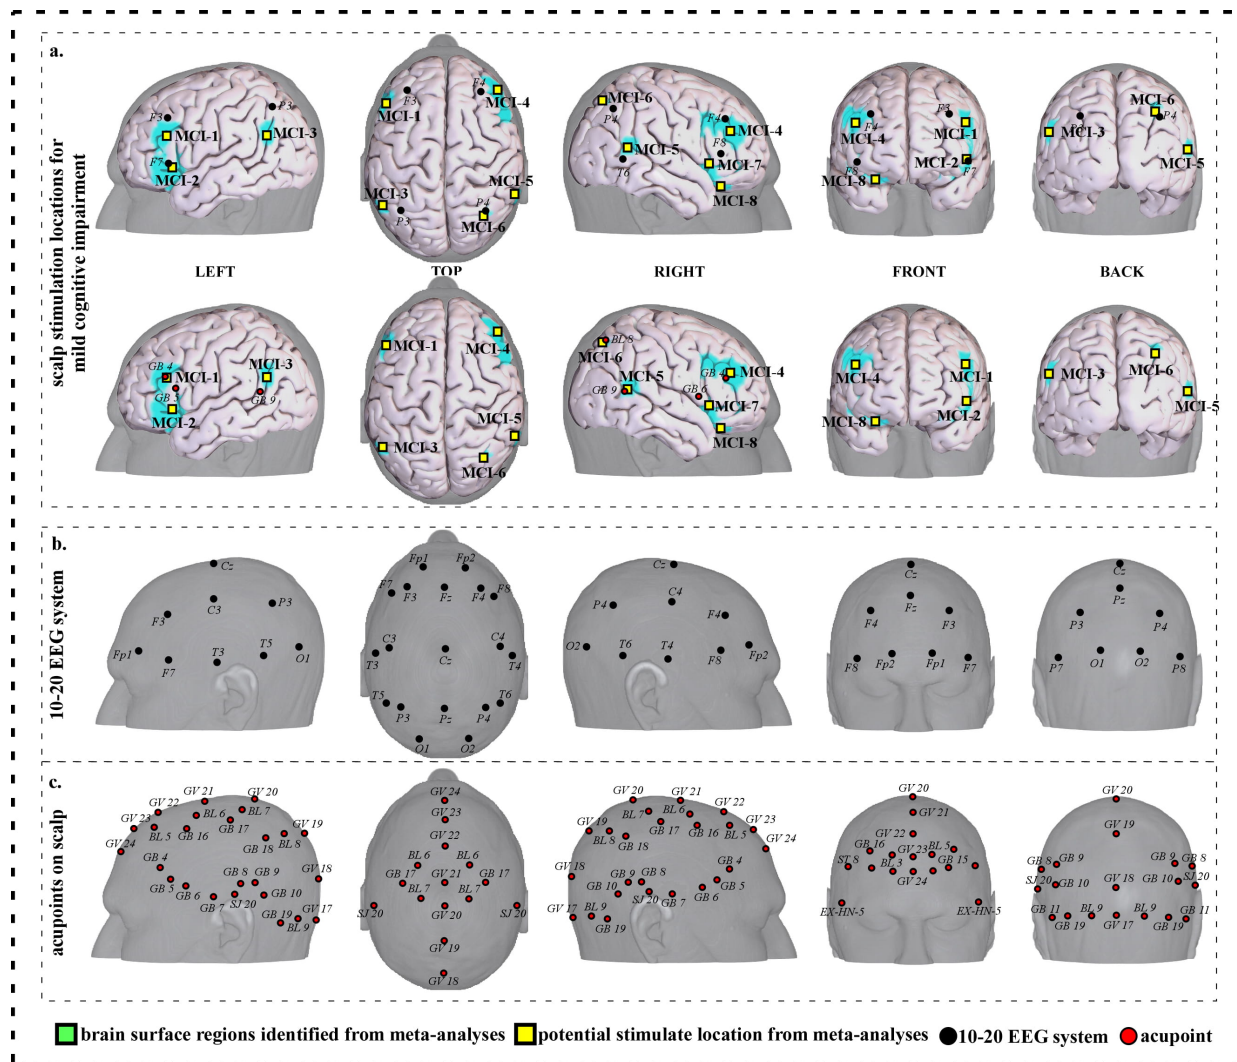 a.
scalp stimulation locations for
mild cognitive impairment
F3
P3
MCI-1
MCI-3
F7
MCI-2
F3
F4
MCI-1
MCI-4
MCI-3
P3
MCI-5
P4
MCI-6
MCI-6
P4
F4
MCI-4
F8
MCI-5
T6
MCI-7
MCI-8
F4
MCI-4
F3
MCI-1
F8
MCI-8
MCI-2
F7
MCI-6
P4
P3
MCI-3
MCI-5
LEFT
TOP
RIGHT
FRONT
BACK
GB 4
MCI-1
MCI-3
GB 5
GB 9
MCI-2
MCI-1
MCI-4
MCI-3
MCI-5
MCI-6
BL 8
MCI-6
GB 4
MCI-4
MCI-5
GB 9
GB 6
MCI-7
MCI-8
MCI-4
MCI-1
MCI-2
MCI-8
MCI-3
MCI-6
MCI-5
b.
10-20 EEG system
Cz
C3
P3
F3
Fp1
F7
T3
T5
O1
Fp1
Fp2
F7
F3
Fz
F4
F8
C3
T3
Cz
C4
T4
T5
P3
Pz
P4
T6
O1
O2
Cz
C4
P4
F4
O2
T6
T4
F8
Fp2
Cz
Fz
F4
F3
F8
Fp2
Fp1
F7
Cz
Pz
P3
P4
P7
O1
O2
P8
c.
acupoints on scalp
GV 20
GV 21
GV 22
BL 6
BL 7
GV 23
BL 5
GB 16
GB 17
GV 19
GV 24
GB 18
BL 8
GB 4
GB 5
GB 6
GB 7
GB 8
GB 9
SJ 20
GB 10
GV 18
GB 19
BL 9
GV 17
GV 24
GV 23
GV 22
BL 6
BL 6
GB 17
GV 21
GB 17
BL 7
BL 7
SJ 20
GV 20
SJ 20
GV 19
GV 18
GV 20
GV 21
BL 7
BL 6
GV 22
GV 19
BL 8
GB 17
GB 16
BL 5
GV 23
GB 18
GV 24
GV 18
GB 4
GB 9
GB 8
GB 10
GB 5
SJ 20
GB 7
GB 6
GV 17
BL 9
GB 19
GV 20
GV 21
GV 22
GB 16
BL 5
GV 23
ST 8
BL 3
GB 15
GV 24
EX-HN-5
EX-HN-5
GV 20
GV 19
GB 8
GB 9
GB 9
GB 8
SJ 20
GB 10
GV 18
GB 10
SJ 20
GB 11
GB 19
BL 9
GV 17
BL 9
GB 19
GB 11
brain surface regions identified from meta-analyses
potential stimulate location from meta-analyses
10-20 EEG system
acupoint